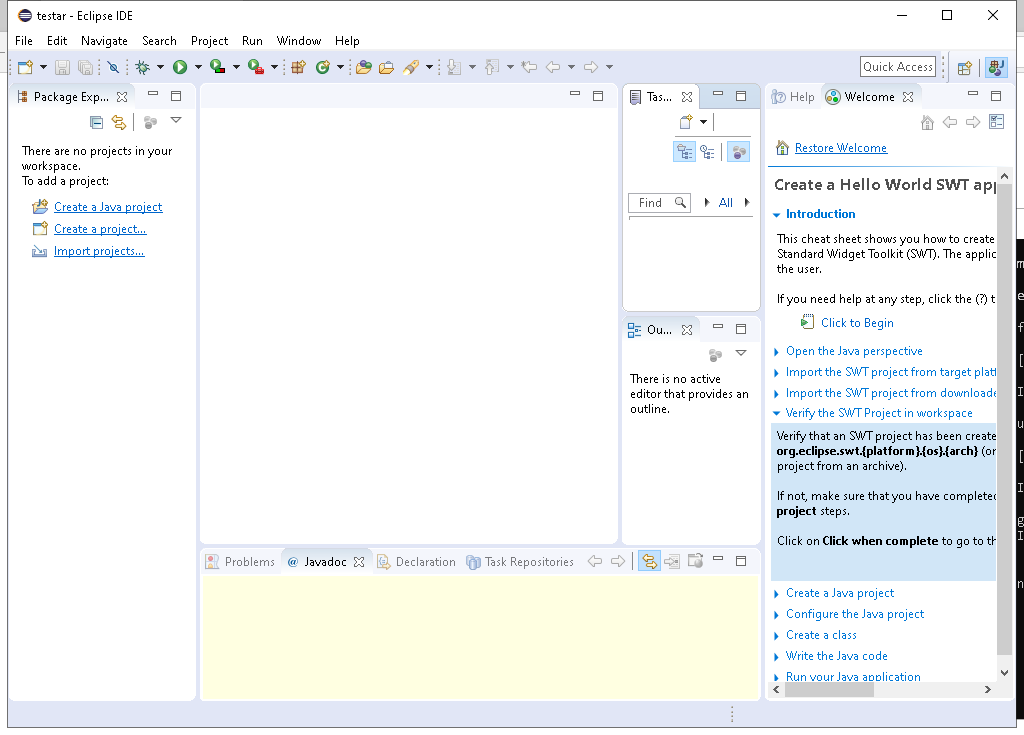 testar - Eclipse IDE
File Edit Navigate Search Project Run Window Help
Quick Access
Package Exp...
There are no projects in your
workspace.
To add a project:
Create a Java project
Create a project...
Import projects...
Tas...
Find
All
Ou...
There is no active
editor that provides an
outline.
Problems @ Javadoc Declaration Task Repositories
Help Welcome
Restore Welcome
Create a Hello World SWT app
Introduction
This cheat sheet shows you how to create
Standard Widget Toolkit (SWT). The applic
the user.
If you need help at any step, click the (?) t
Click to Begin
Open the Java perspective
Import the SWT project from target platf
Import the SWT project from downloade
Verify the SWT Project in workspace
Verify that an SWT project has been create
org.eclipse.swt.{platform}.{os}.{arch} (or
project from an archive).
If not, make sure that you have completed
project steps.
Click on Click when complete to go to th
Create a Java project
Configure the Java project
Create a class
Write the Java code
Run your Java application